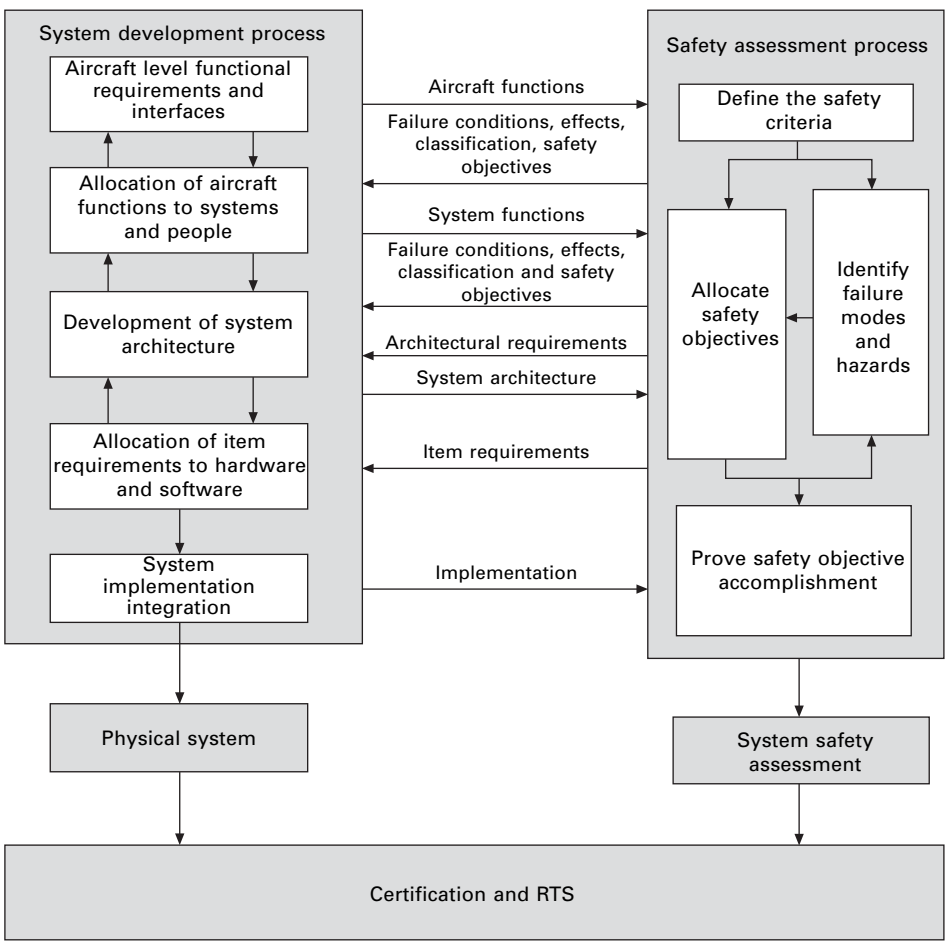 System development process
Aircraft level functional
requirements and
interfaces
Allocation of aircraft
functions to systems
and people
Development of system
architecture
Allocation of item
requirements to hardware
and software
System
implementation
integration
Aircraft functions
Failure conditions, effects,
classification, safety
objectives
System functions
Failure conditions, effects,
classification and safety
objectives
Architectural requirements
System architecture
Item requirements
Implementation
Safety assessment process
Define the safety
criteria
Allocate
safety
objectives
Identify
failure
modes
and
hazards
Prove safety objective
accomplishment
Physical system
System safety
assessment
Certification and RTS